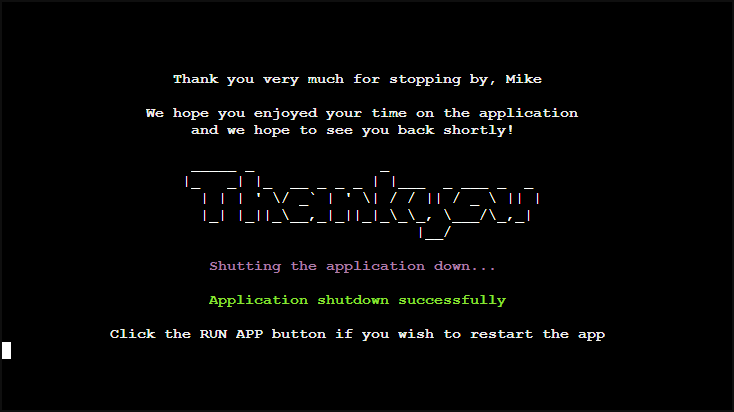 Thank you very much for stopping by, Mike
We hope you enjoyed your time on the application
and we hope to see you back shortly!
Thankyou
Shutting the application down...
Application shutdown successfully
Click the RUN APP button if you wish to restart the app